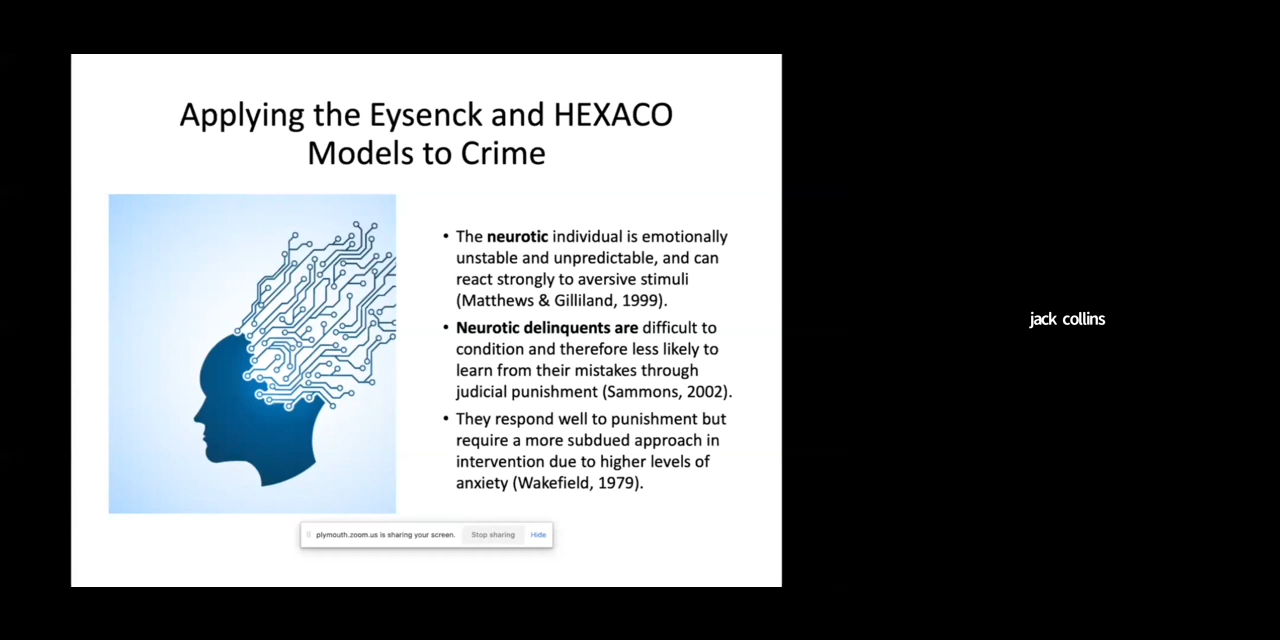 Applying the Eysenck and HEXACO
Models to Crime
• The neurotic individual is emotionally
unstable and unpredictable, and can
react strongly to aversive stimuli
(Matthews & Gilliland, 1999).
• Neurotic delinquents are difficult to
condition and therefore less likely to
learn from their mistakes through
judicial punishment (Sammons, 2002).
• They respond well to punishment but
require a more subdued approach in
intervention due to higher levels of
anxiety (Wakefield, 1979).
plymouth.zoom.us is sharing your screen. Stop sharing Hide
jack collins